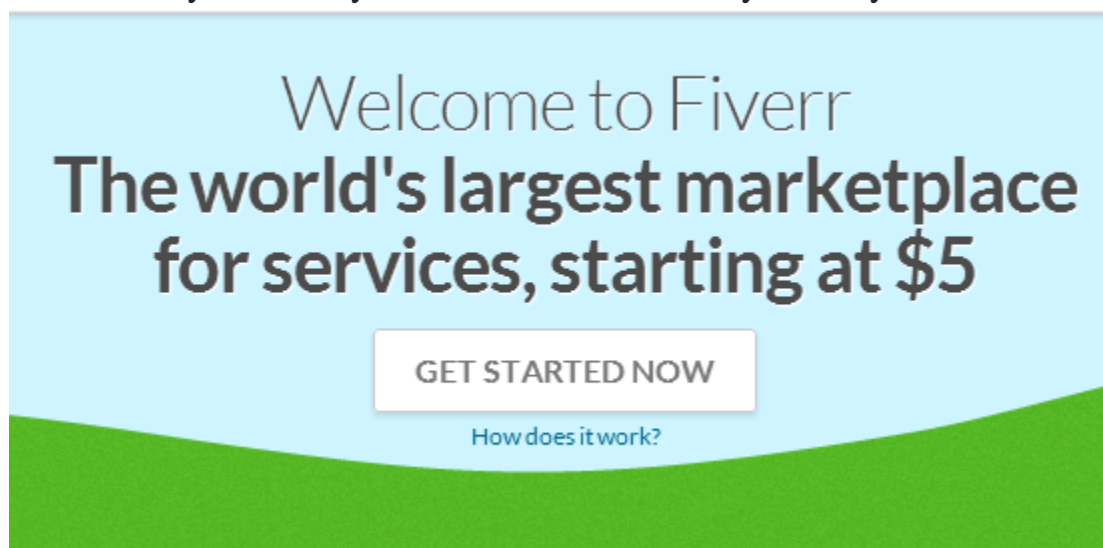 Welcome to Fiverr
The world's largest marketplace
for services, starting at $5
GET STARTED NOW
How does it work?